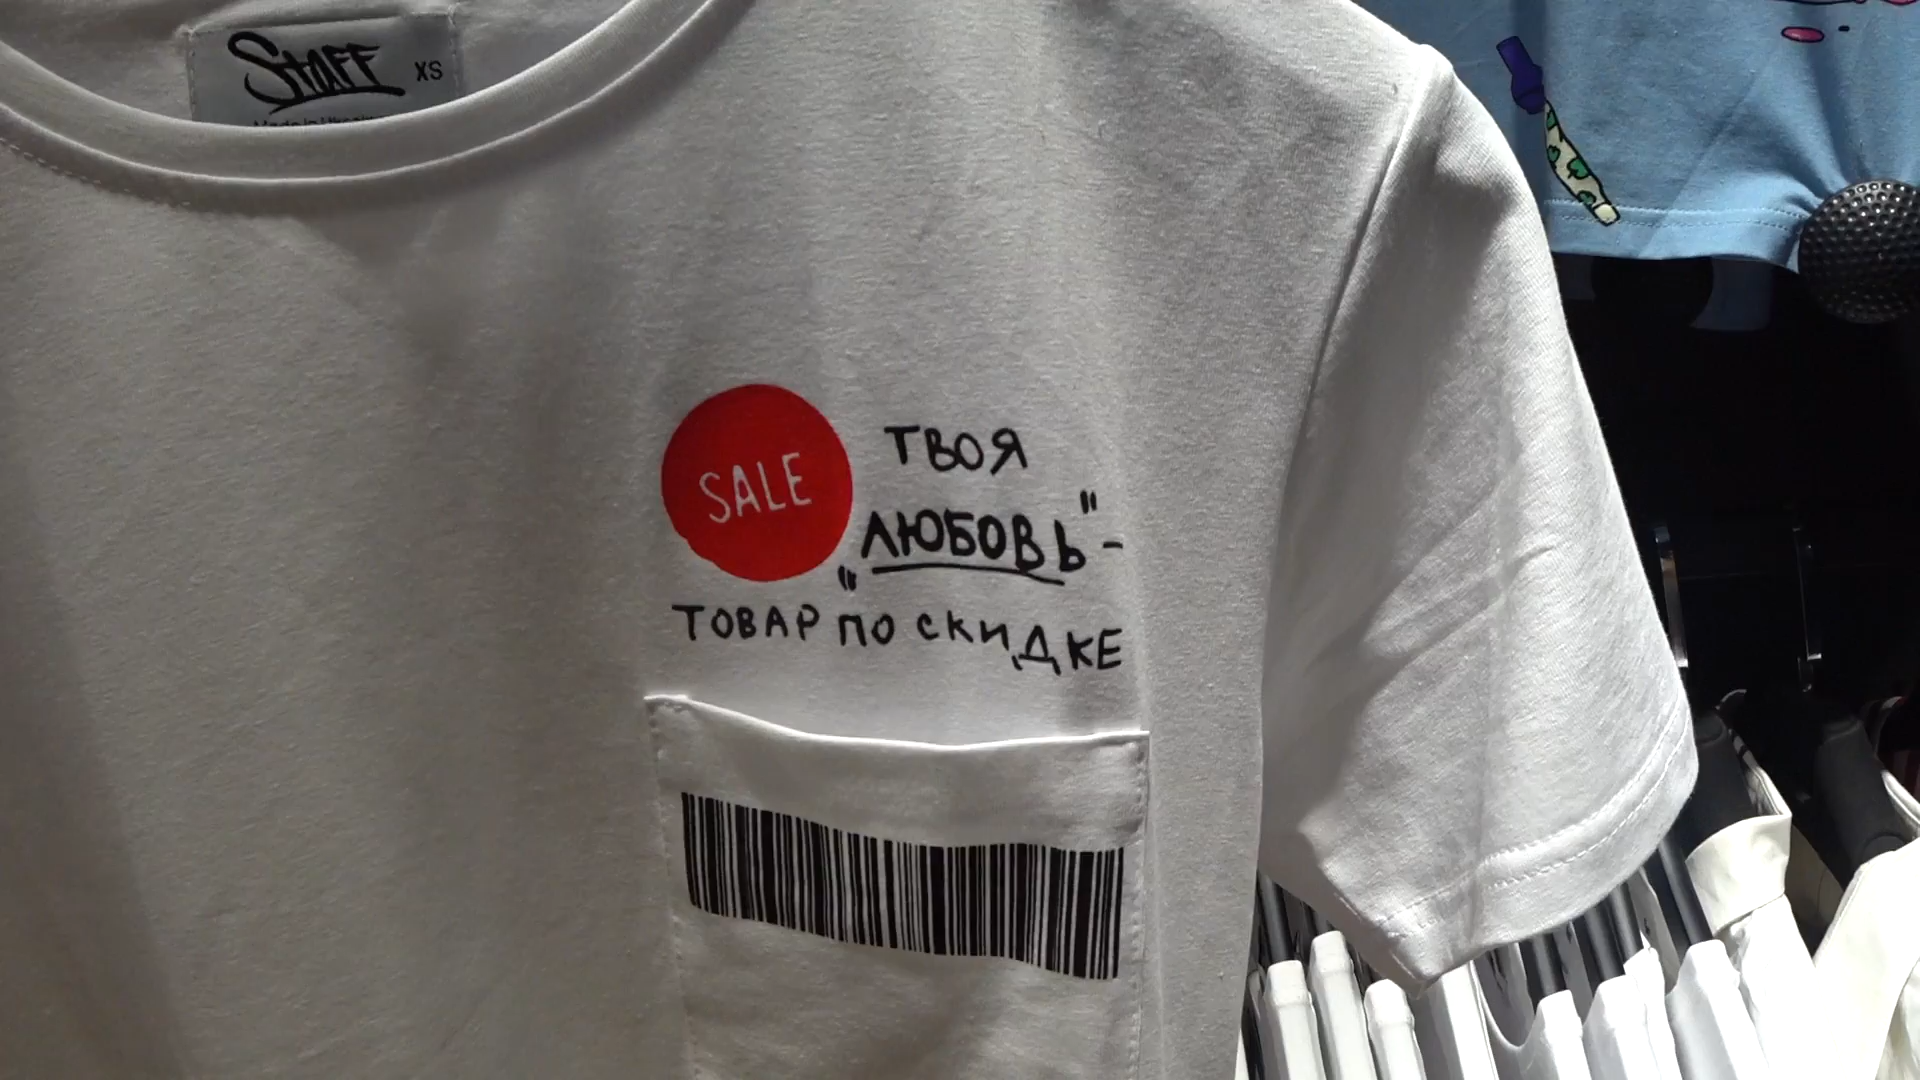 Staff XS
SALE
ТВОЯ
"ЛЮБОВЬ" -
ТОВАР ПО СКИДКЕ